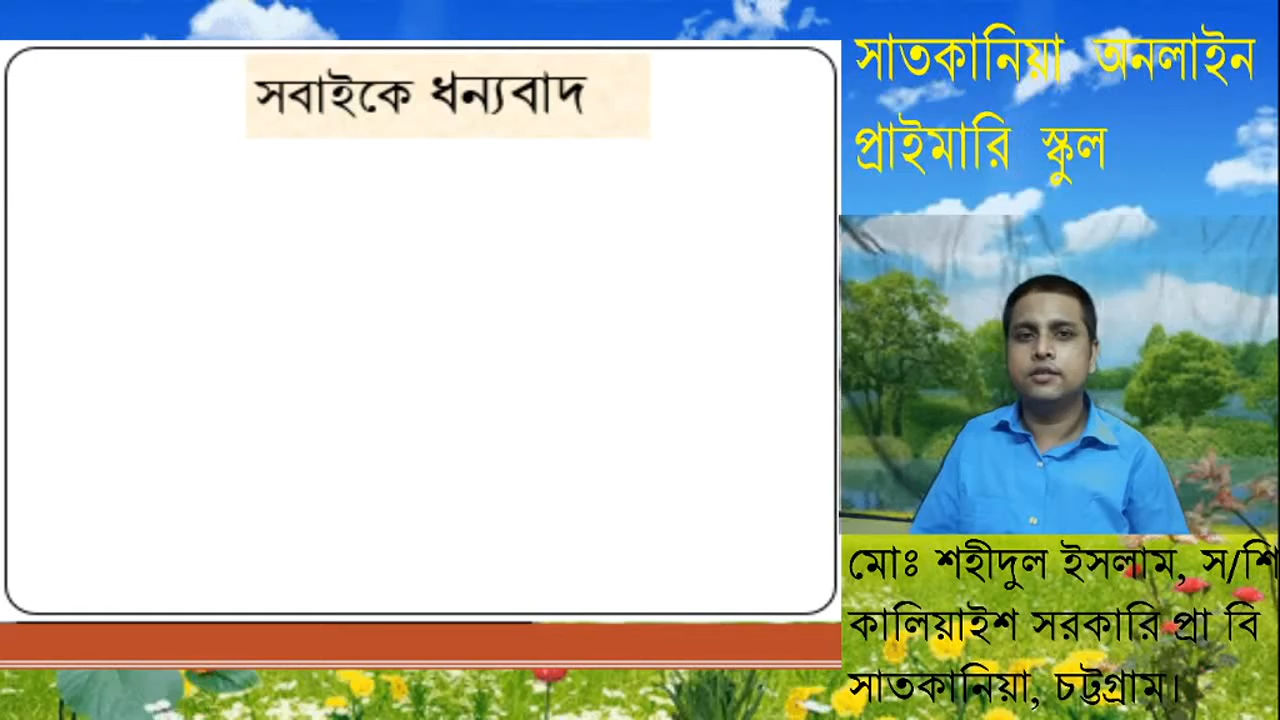 সবাইকে ধন্যবাদ
সাতকানিয়া অনলাইন
প্রাইমারি স্কুল
মোঃ শহীদুল ইসলাম, স/শি
কালিয়াইশ সরকারি প্রা বি
সাতকানিয়া, চট্টগ্রাম।